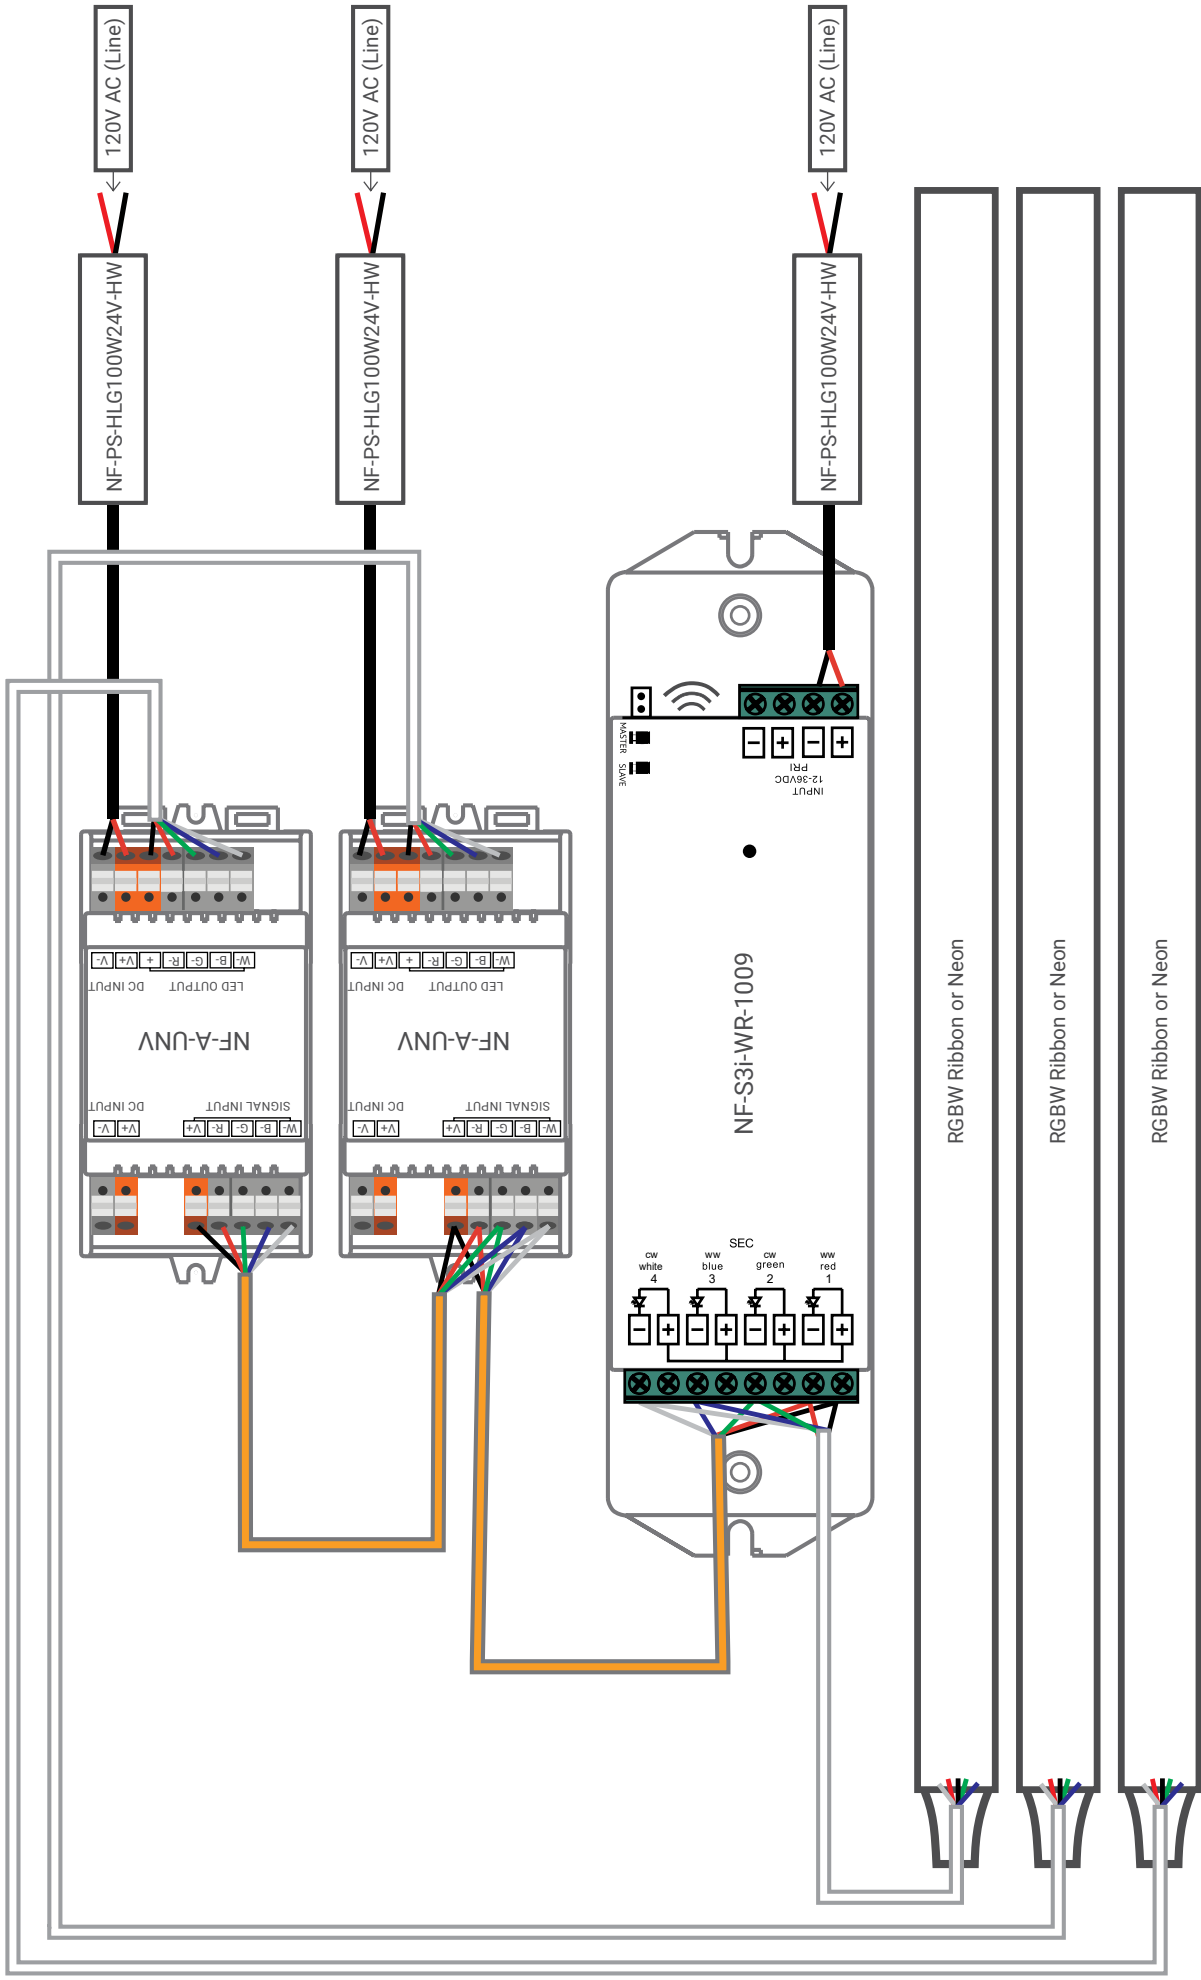 120V AC (Line)
120V AC (Line)
120V AC (Line)
NF-PS-HLG100W24V-HW
NF-PS-HLG100W24V-HW
NF-PS-HLG100W24V-HW
MASTER
SLAVE
− + − +
PRI
12-36VDC
INPUT
V- V+ + R- G- B- W-
DC INPUT LED OUTPUT
NF-A-UNV
DC INPUT SIGNAL INPUT
V- V+ V+ R- G- B- W-
V- V+ + R- G- B- W-
DC INPUT LED OUTPUT
NF-A-UNV
DC INPUT SIGNAL INPUT
V- V+ V+ R- G- B- W-
NF-S3i-WR-1009
SEC
cw ww cw ww
white blue green red
4 3 2 1
− + − + − + − +
RGBW Ribbon or Neon
RGBW Ribbon or Neon
RGBW Ribbon or Neon